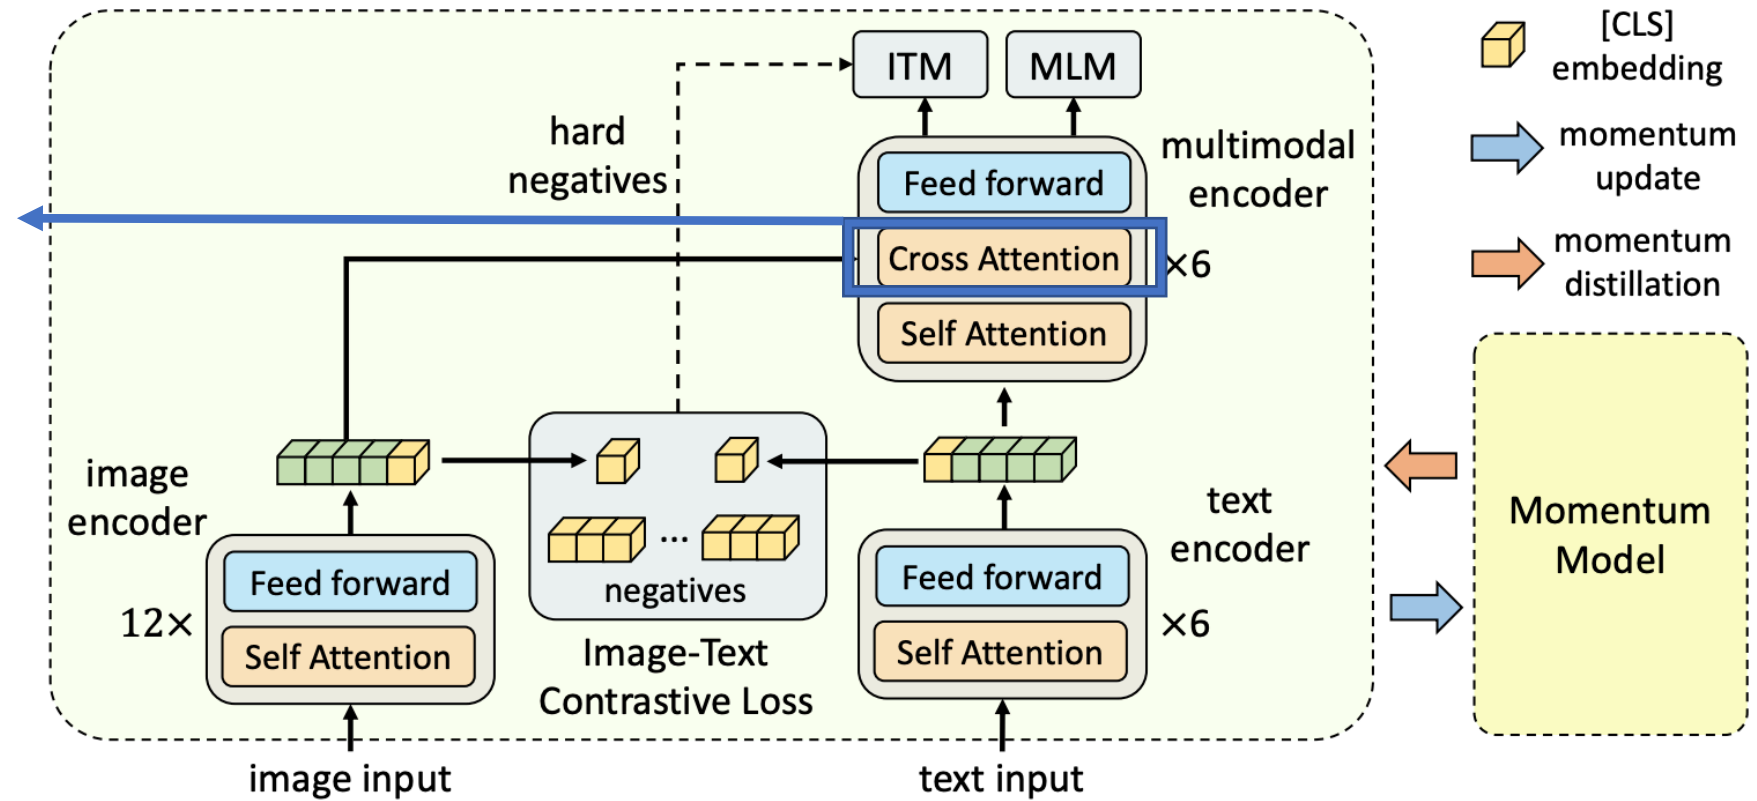 ITM
MLM
[CLS]
embedding
hard
negatives
Feed forward
multimodal
encoder
momentum
update
Cross Attention
×6
momentum
distillation
Self Attention
image
encoder
text
encoder
Momentum
Model
Feed forward
12×
Self Attention
...
negatives
Feed forward
×6
Self Attention
Image-Text
Contrastive Loss
image input
text input